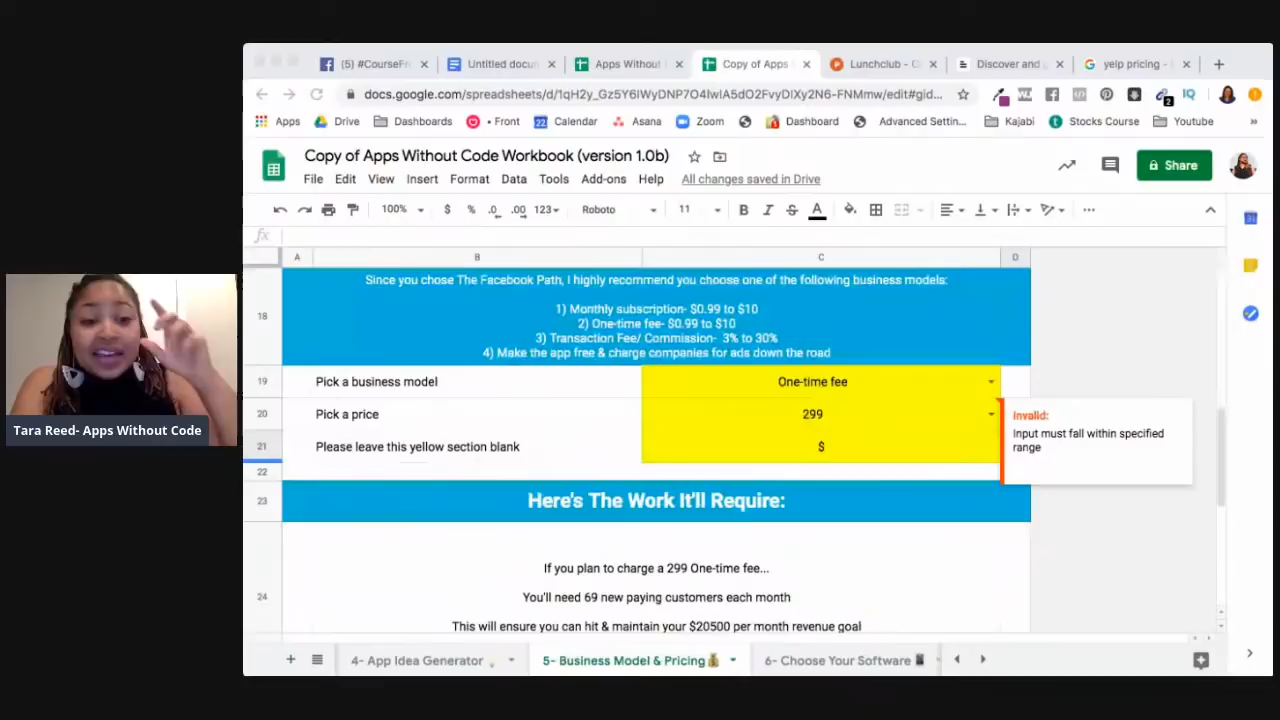 (5) #CourseFr
Untitled docu
Apps Without
Copy of Apps
Lunchclub - C
Discover and
yelp pricing -
docs.google.com/spreadsheets/d/1qH2y_Gz5Y6IWyDNP7O4IwIA5dO2FvyDlXy2N6-FNMmw/edit#gid...
Apps
Drive
Dashboards
• Front
Calendar
Asana
Zoom
Dashboard
Advanced Settin...
Kajabi
Stocks Course
Youtube
Copy of Apps Without Code Workbook (version 1.0b)
File Edit View Insert Format Data Tools Add-ons Help All changes saved in Drive
Share
100% $ % .0 .00 123 Roboto 11 B I S A
fx
A B C D
18
Since you chose The Facebook Path, I highly recommend you choose one of the following business models:
1) Monthly subscription- $0.99 to $10
2) One-time fee- $0.99 to $10
3) Transaction Fee/ Commission- 3% to 30%
4) Make the app free & charge companies for ads down the road
19 Pick a business model One-time fee
20 Pick a price 299
Invalid:
Input must fall within specified
range
21 Please leave this yellow section blank $
22
23 Here's The Work It'll Require:
24
If you plan to charge a 299 One-time fee...
You'll need 69 new paying customers each month
This will ensure you can hit & maintain your $20500 per month revenue goal
4- App Idea Generator
5- Business Model & Pricing
6- Choose Your Software
Tara Reed- Apps Without Code